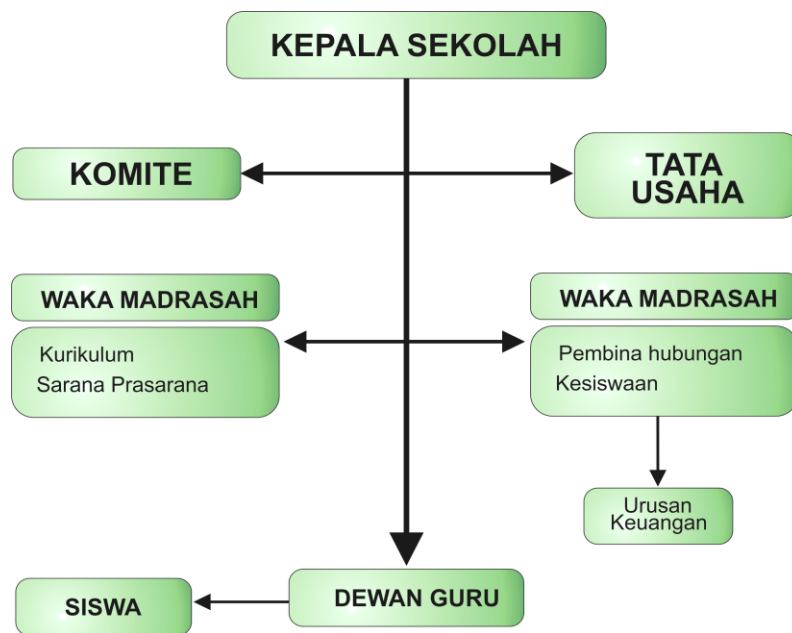 KEPALA SEKOLAH
KOMITE
TATA
USAHA
WAKA MADRASAH
Kurikulum
Sarana Prasarana
WAKA MADRASAH
Pembina hubungan
Kesiswaan
Urusan
Keuangan
SISWA
DEWAN GURU